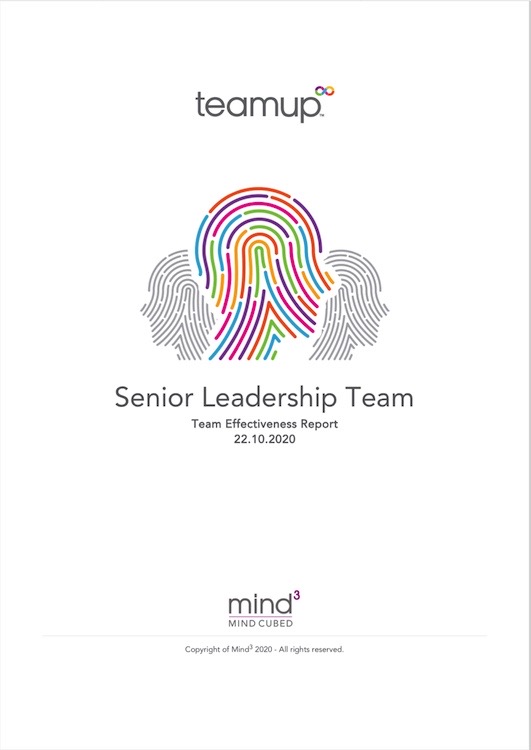 teamup™
Senior Leadership Team
Team Effectiveness Report
22.10.2020
mind³
MIND CUBED
Copyright of Mind³ 2020 - All rights reserved.